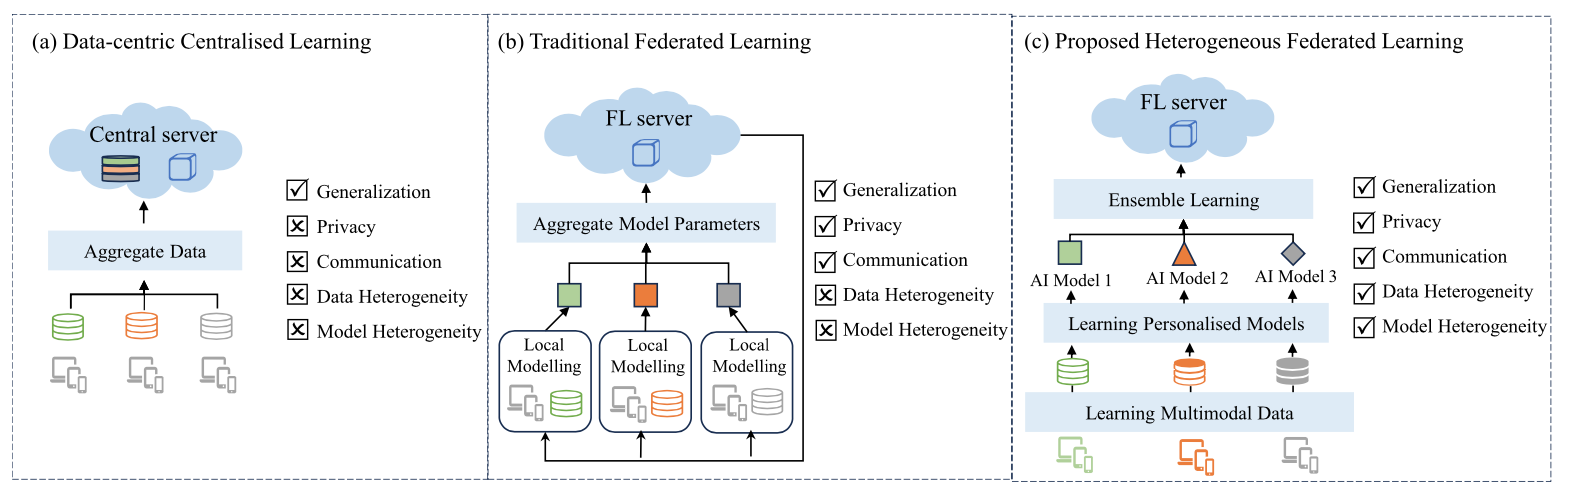 (a) Data-centric Centralised Learning
Central server
Aggregate Data
Generalization
Privacy
Communication
Data Heterogeneity
Model Heterogeneity
(b) Traditional Federated Learning
FL server
Aggregate Model Parameters
Local
Modelling
Local
Modelling
Local
Modelling
Generalization
Privacy
Communication
Data Heterogeneity
Model Heterogeneity
(c) Proposed Heterogeneous Federated Learning
FL server
Ensemble Learning
AI Model 1
AI Model 2
AI Model 3
Learning Personalised Models
Learning Multimodal Data
Generalization
Privacy
Communication
Data Heterogeneity
Model Heterogeneity